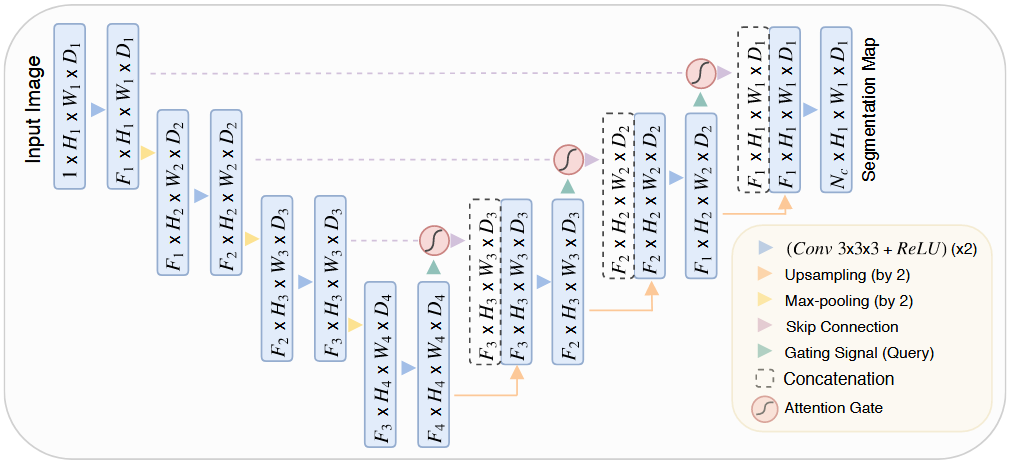 Input Image
1 x H₁ x W₁ x D₁
F₁ x H₁ x W₁ x D₁
F₁ x H₂ x W₂ x D₂
F₂ x H₂ x W₂ x D₂
F₂ x H₃ x W₃ x D₃
F₃ x H₃ x W₃ x D₃
F₃ x H₄ x W₄ x D₄
F₄ x H₄ x W₄ x D₄
F₃ x H₃ x W₃ x D₃
F₃ x H₃ x W₃ x D₃
F₂ x H₃ x W₃ x D₃
F₂ x H₂ x W₂ x D₂
F₂ x H₂ x W₂ x D₂
F₁ x H₂ x W₂ x D₂
F₁ x H₁ x W₁ x D₁
F₁ x H₁ x W₁ x D₁
N_c x H₁ x W₁ x D₁
Segmentation Map
(Conv 3x3x3 + ReLU) (x2)
Upsampling (by 2)
Max-pooling (by 2)
Skip Connection
Gating Signal (Query)
Concatenation
Attention Gate